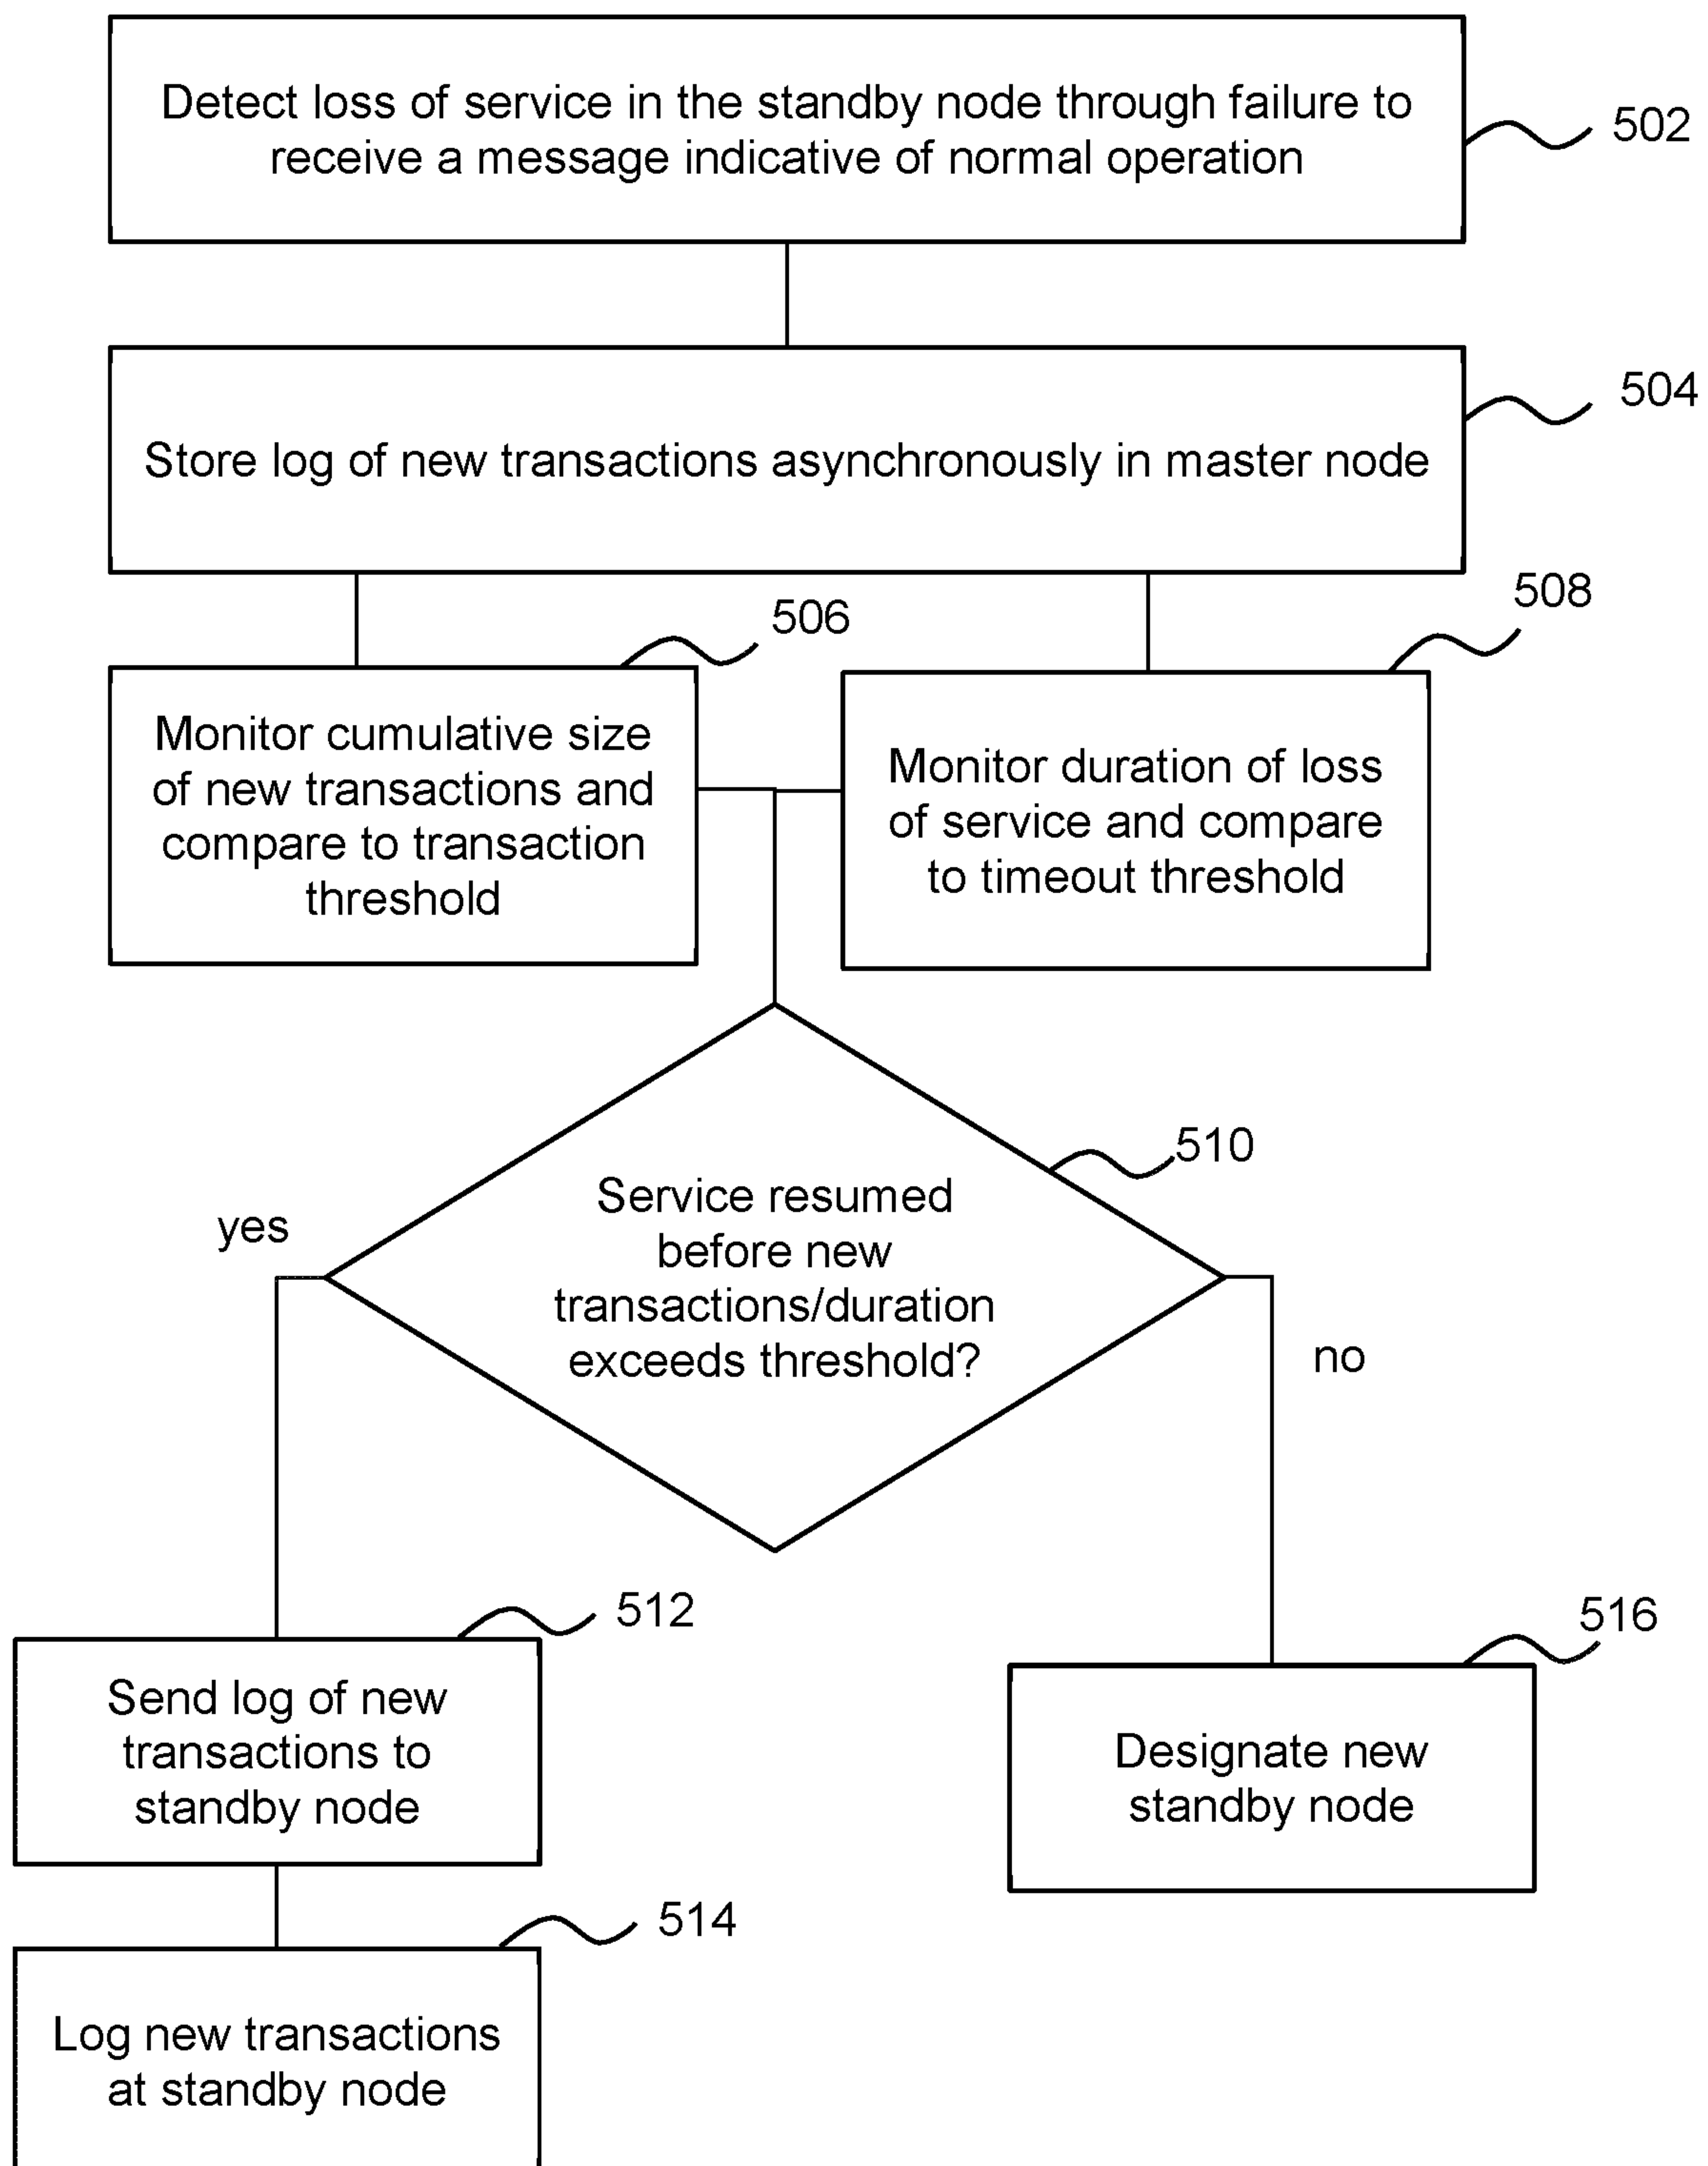 Detect loss of service in the standby node through failure to
receive a message indicative of normal operation
502
504
Store log of new transactions asynchronously in master node
506
508
Monitor cumulative size
of new transactions and
compare to transaction
threshold
Monitor duration of loss
of service and compare
to timeout threshold
510
Service resumed
before new
transactions/duration
exceeds threshold?
yes
no
512
Send log of new
transactions to
standby node
516
Designate new
standby node
514
Log new transactions
at standby node